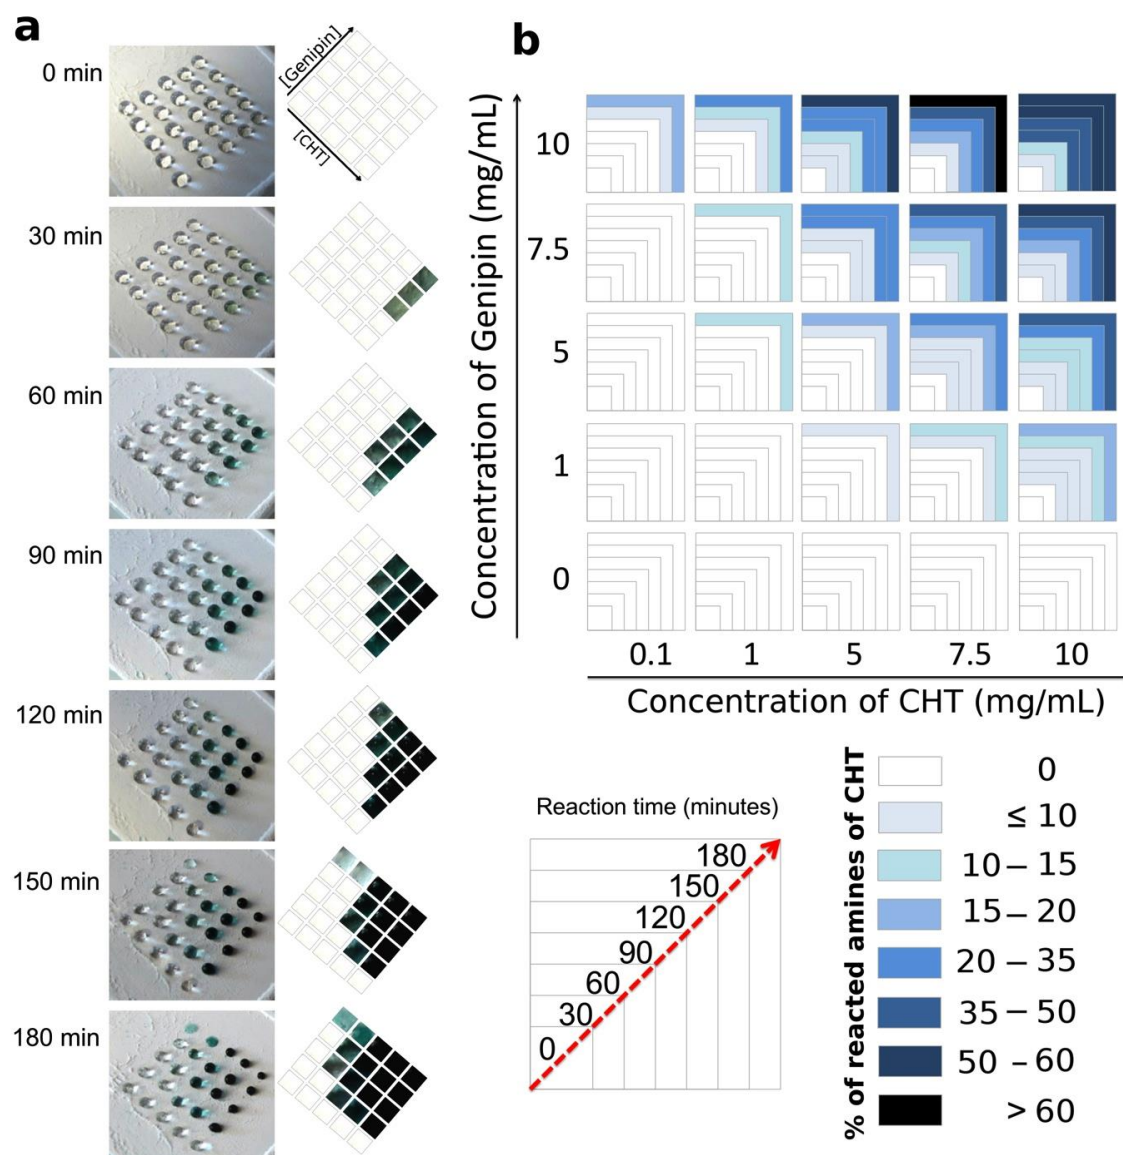 a
0 min
[Genipin]
[CHT]
30 min
60 min
90 min
120 min
150 min
180 min
b
Concentration of Genipin (mg/mL)
10
7.5
5
1
0
0.1 1 5 7.5 10
Concentration of CHT (mg/mL)
Reaction time (minutes)
180
150
120
90
60
30
0
% of reacted amines of CHT
0
≤ 10
10 – 15
15 – 20
20 – 35
35 – 50
50 – 60
> 60